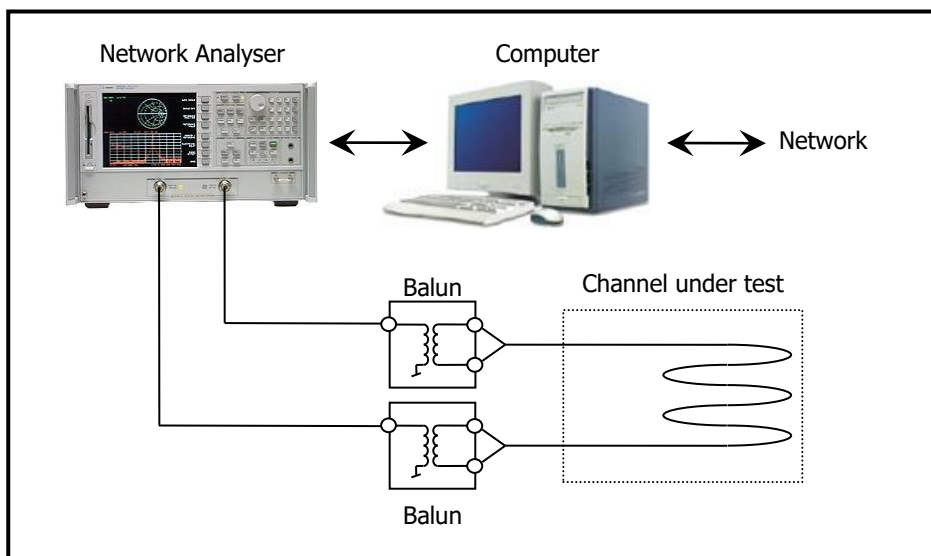 Network Analyser
Computer
Network
Balun
Channel under test
Balun